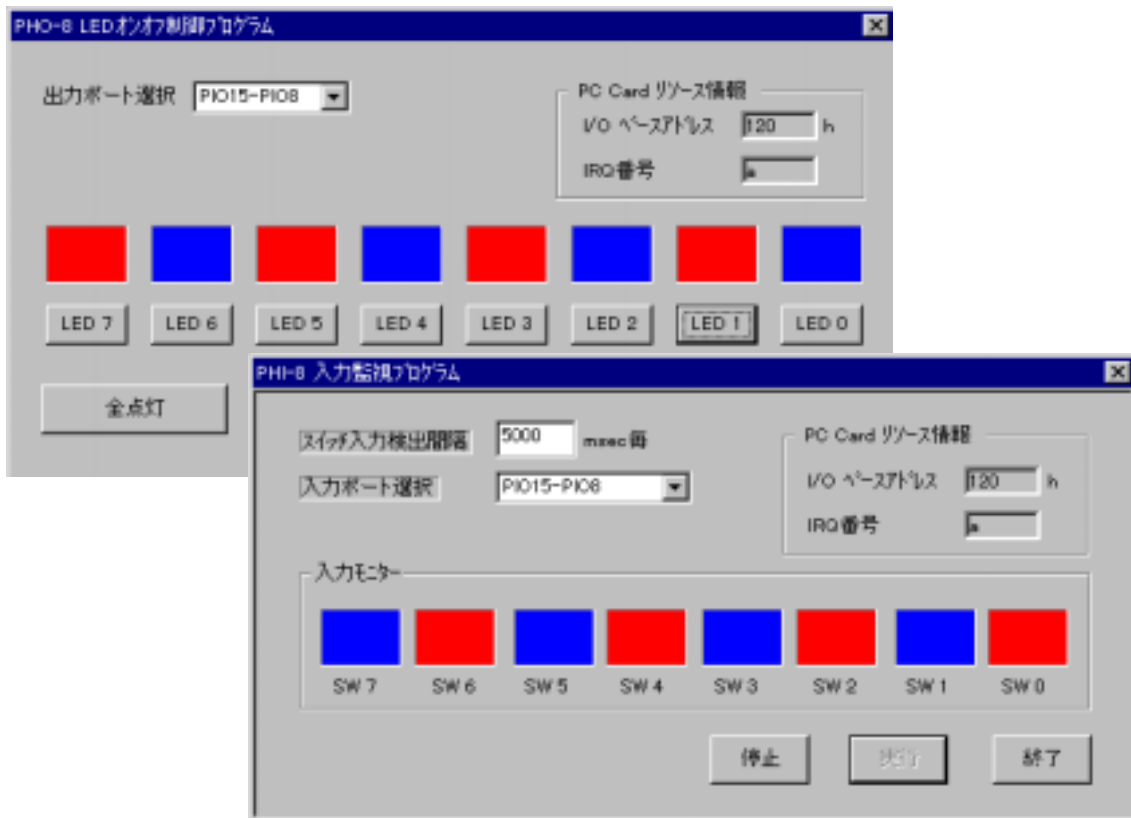 PHO-8 LEDオンオフ制御プログラム
出力ポート選択 PIO15-PIO8
PC Card リソース情報
I/O ベースアドレス 120 h
IRQ番号 a
LED 7 LED 6 LED 5 LED 4 LED 3 LED 2 LED 1 LED 0
全点灯
PHI-8 入力監視プログラム
スイッチ入力検出間隔 5000 msec毎
入力ポート選択 PIO15-PIO8
PC Card リソース情報
I/O ベースアドレス 120 h
IRQ番号 a
入力モニター
SW 7 SW 6 SW 5 SW 4 SW 3 SW 2 SW 1 SW 0
停止 実行 終了